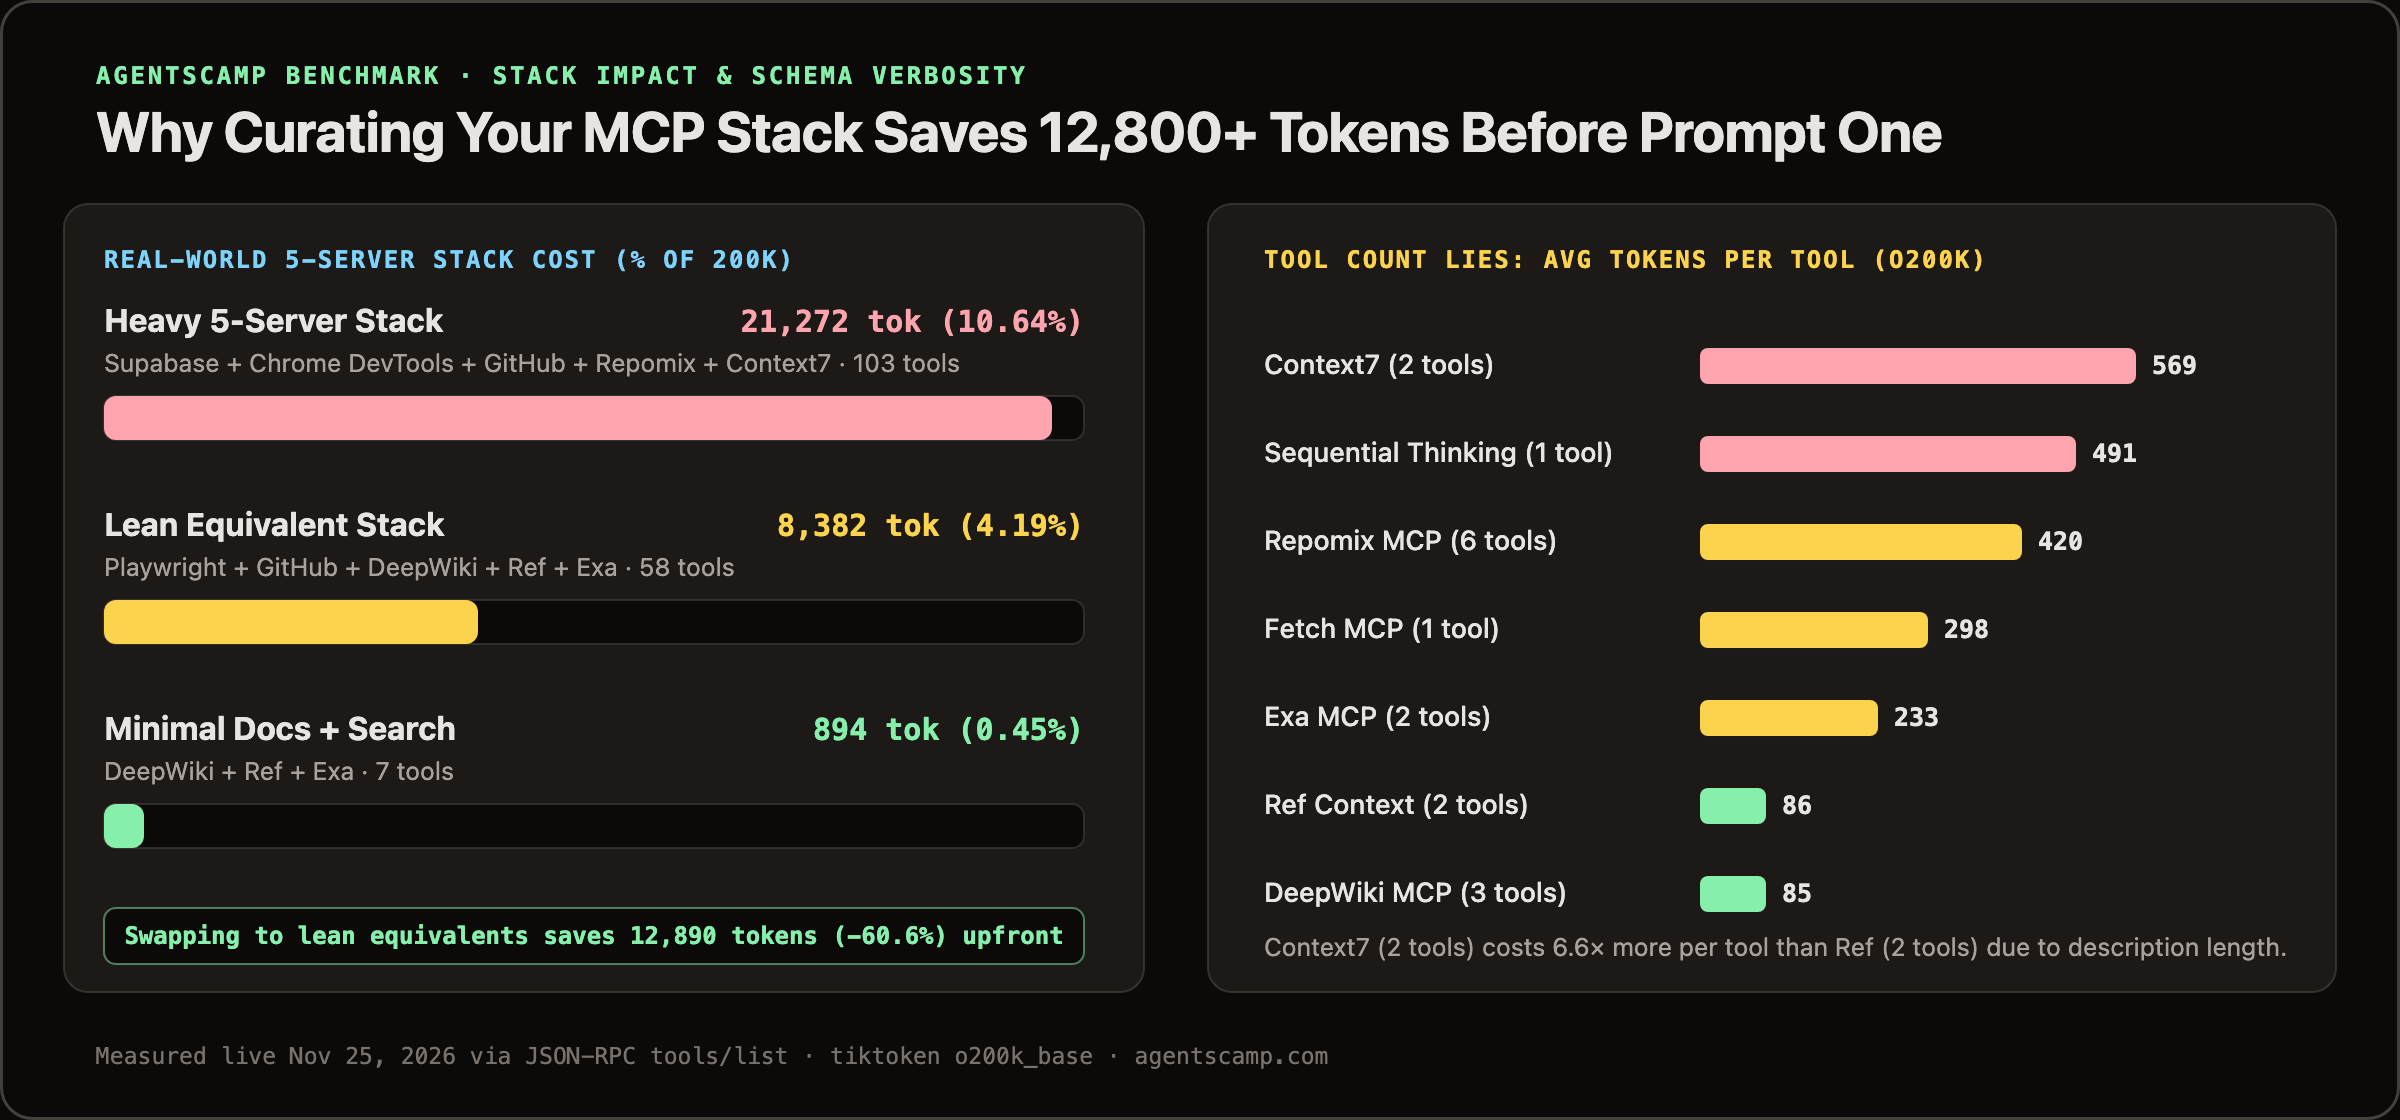 AGENTSCAMP BENCHMARK · STACK IMPACT & SCHEMA VERBOSITY
Why Curating Your MCP Stack Saves 12,800+ Tokens Before Prompt One
REAL-WORLD 5-SERVER STACK COST (% OF 200K)
Heavy 5-Server Stack 21,272 tok (10.64%)
Supabase + Chrome DevTools + GitHub + Repomix + Context7 · 103 tools
Lean Equivalent Stack 8,382 tok (4.19%)
Playwright + GitHub + DeepWiki + Ref + Exa · 58 tools
Minimal Docs + Search 894 tok (0.45%)
DeepWiki + Ref + Exa · 7 tools
Swapping to lean equivalents saves 12,890 tokens (-60.6%) upfront
TOOL COUNT LIES: AVG TOKENS PER TOOL (O200K)
Context7 (2 tools) 569
Sequential Thinking (1 tool) 491
Repomix MCP (6 tools) 420
Fetch MCP (1 tool) 298
Exa MCP (2 tools) 233
Ref Context (2 tools) 86
DeepWiki MCP (3 tools) 85
Context7 (2 tools) costs 6.6× more per tool than Ref (2 tools) due to description length.
Measured live Nov 25, 2026 via JSON-RPC tools/list · tiktoken o200k_base · agentscamp.com